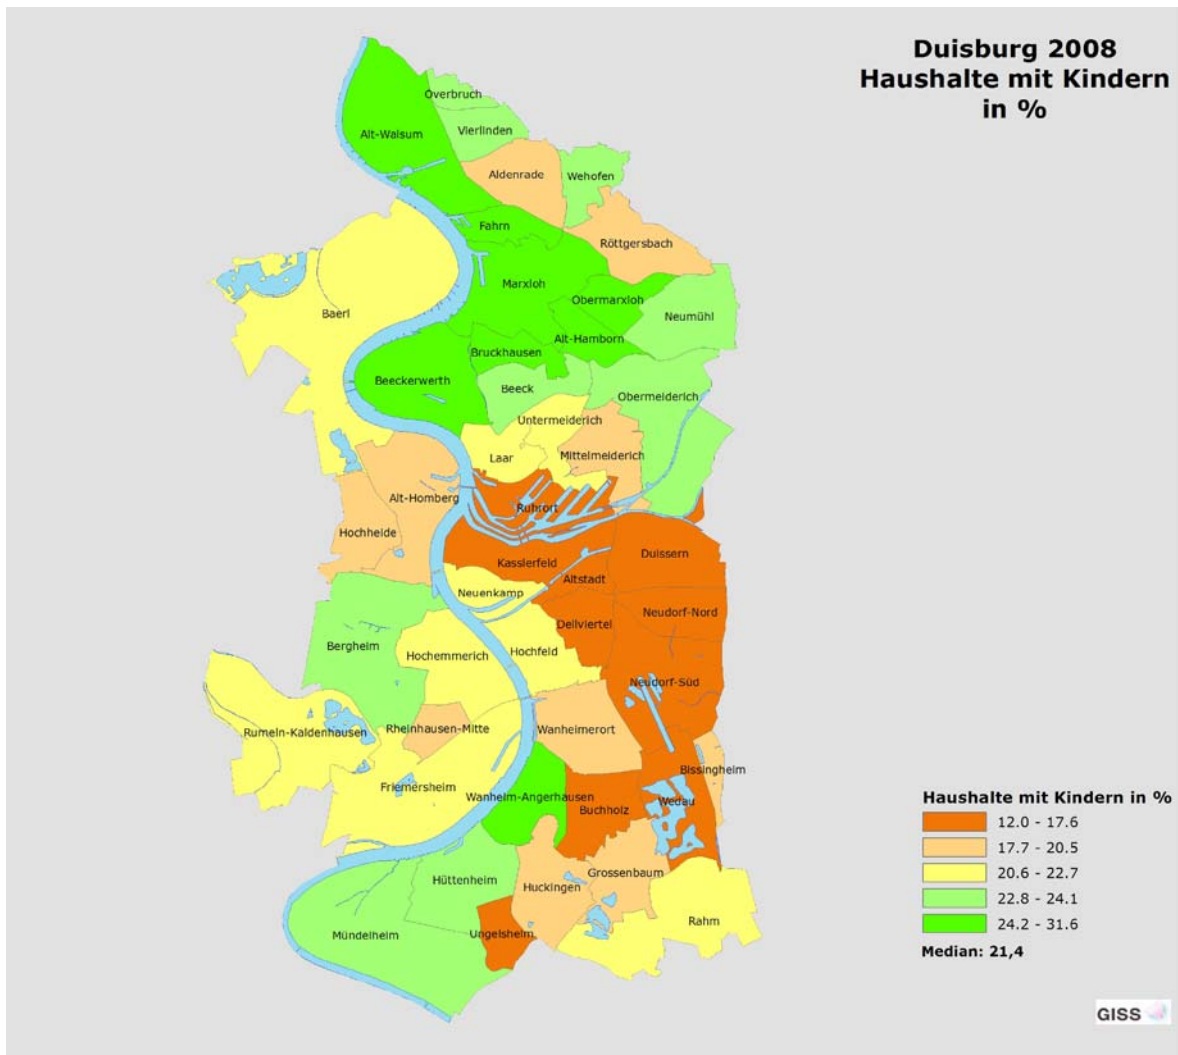 Duisburg 2008
Haushalte mit Kindern
in %
Overbruch
Alt-Walsum
Vierlinden
Aldenrade
Wehofen
Fahrn
Röttgersbach
Marxloh
Obermarxloh
Baerl
Neumühl
Alt-Hamborn
Bruckhausen
Beeckerwerth
Beeck
Obermeiderich
Untermeiderich
Laar
Mittelmeiderich
Alt-Homberg
Ruhrort
Hochheide
Duissern
Kasslerfeld
Altstadt
Neuenkamp
Neudorf-Nord
Dellviertel
Bergheim
Hochemmerich
Hochfeld
Neudorf-Süd
Rumeln-Kaldenhausen
Rheinhausen-Mitte
Wanheimerort
Bissingheim
Friemersheim
Wanheim-Angerhausen
Wedau
Buchholz
Grossenbaum
Hüttenheim
Huckingen
Rahm
Mündelheim
Ungelsheim
Haushalte mit Kindern in %
12.0 - 17.6
17.7 - 20.5
20.6 - 22.7
22.8 - 24.1
24.2 - 31.6
Median: 21,4
GISS